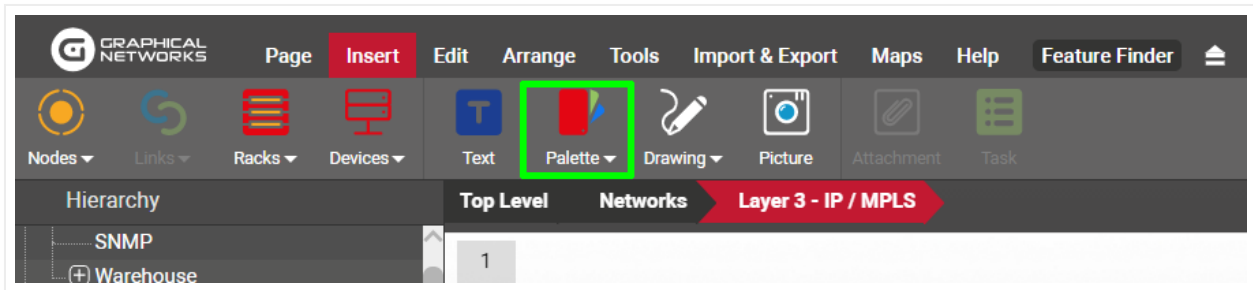 GRAPHICAL
NETWORKS
Page Insert Edit Arrange Tools Import & Export Maps Help Feature Finder
Nodes Links Racks Devices Text Palette Drawing Picture Attachment Task
Hierarchy Top Level Networks Layer 3 - IP / MPLS
SNMP
1
Warehouse